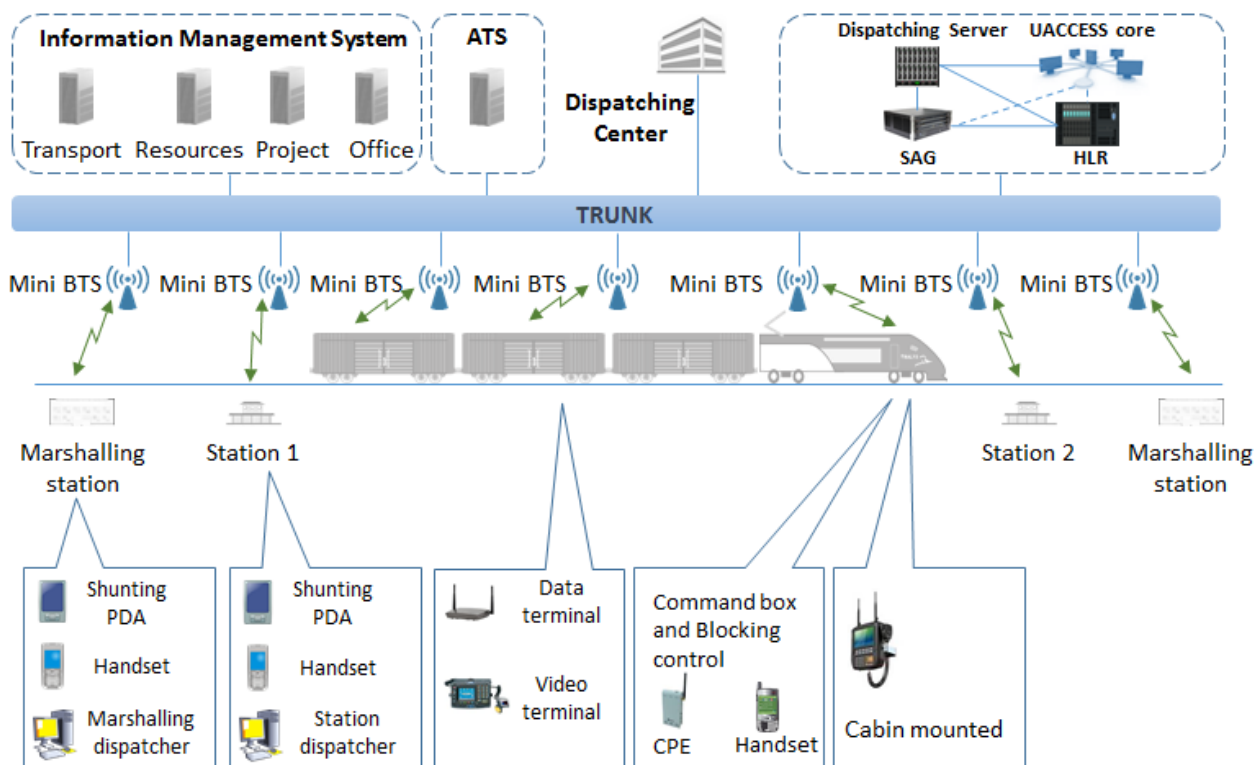 Information Management System
ATS
Dispatching Server
UACCESS core
Dispatching
Center
Transport
Resources
Project
Office
SAG
HLR
TRUNK
Mini BTS
Mini BTS
Mini BTS
Mini BTS
Mini BTS
Mini BTS
Mini BTS
Marshalling
station
Station 1
Station 2
Marshalling
station
Shunting
PDA
Handset
Marshalling
dispatcher
Shunting
PDA
Handset
Station
dispatcher
Data
terminal
Video
terminal
Command box
and Blocking
control
CPE
Handset
Cabin mounted